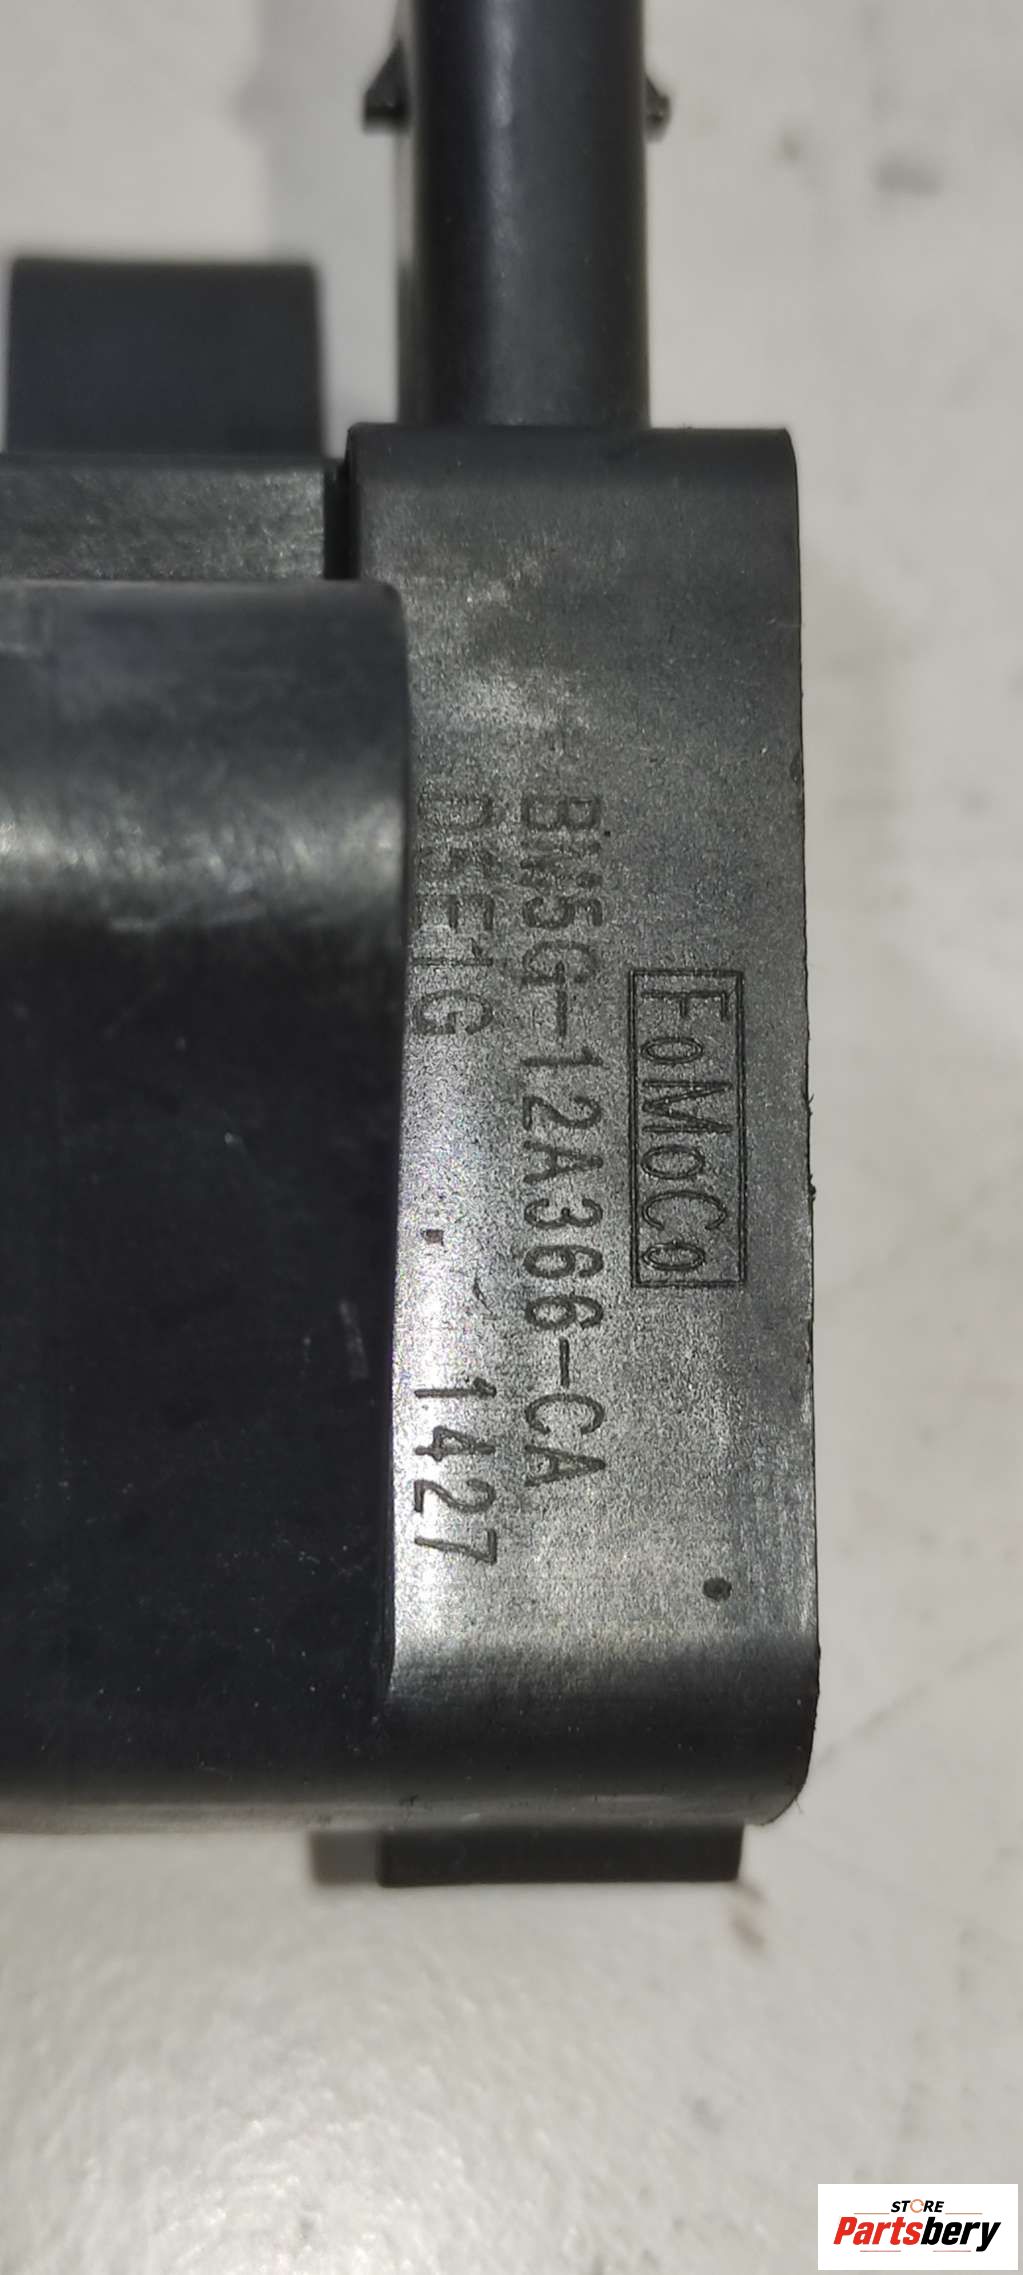 FoMoCo
BM5G-12A366-CA
1427
STORE
Partsbery